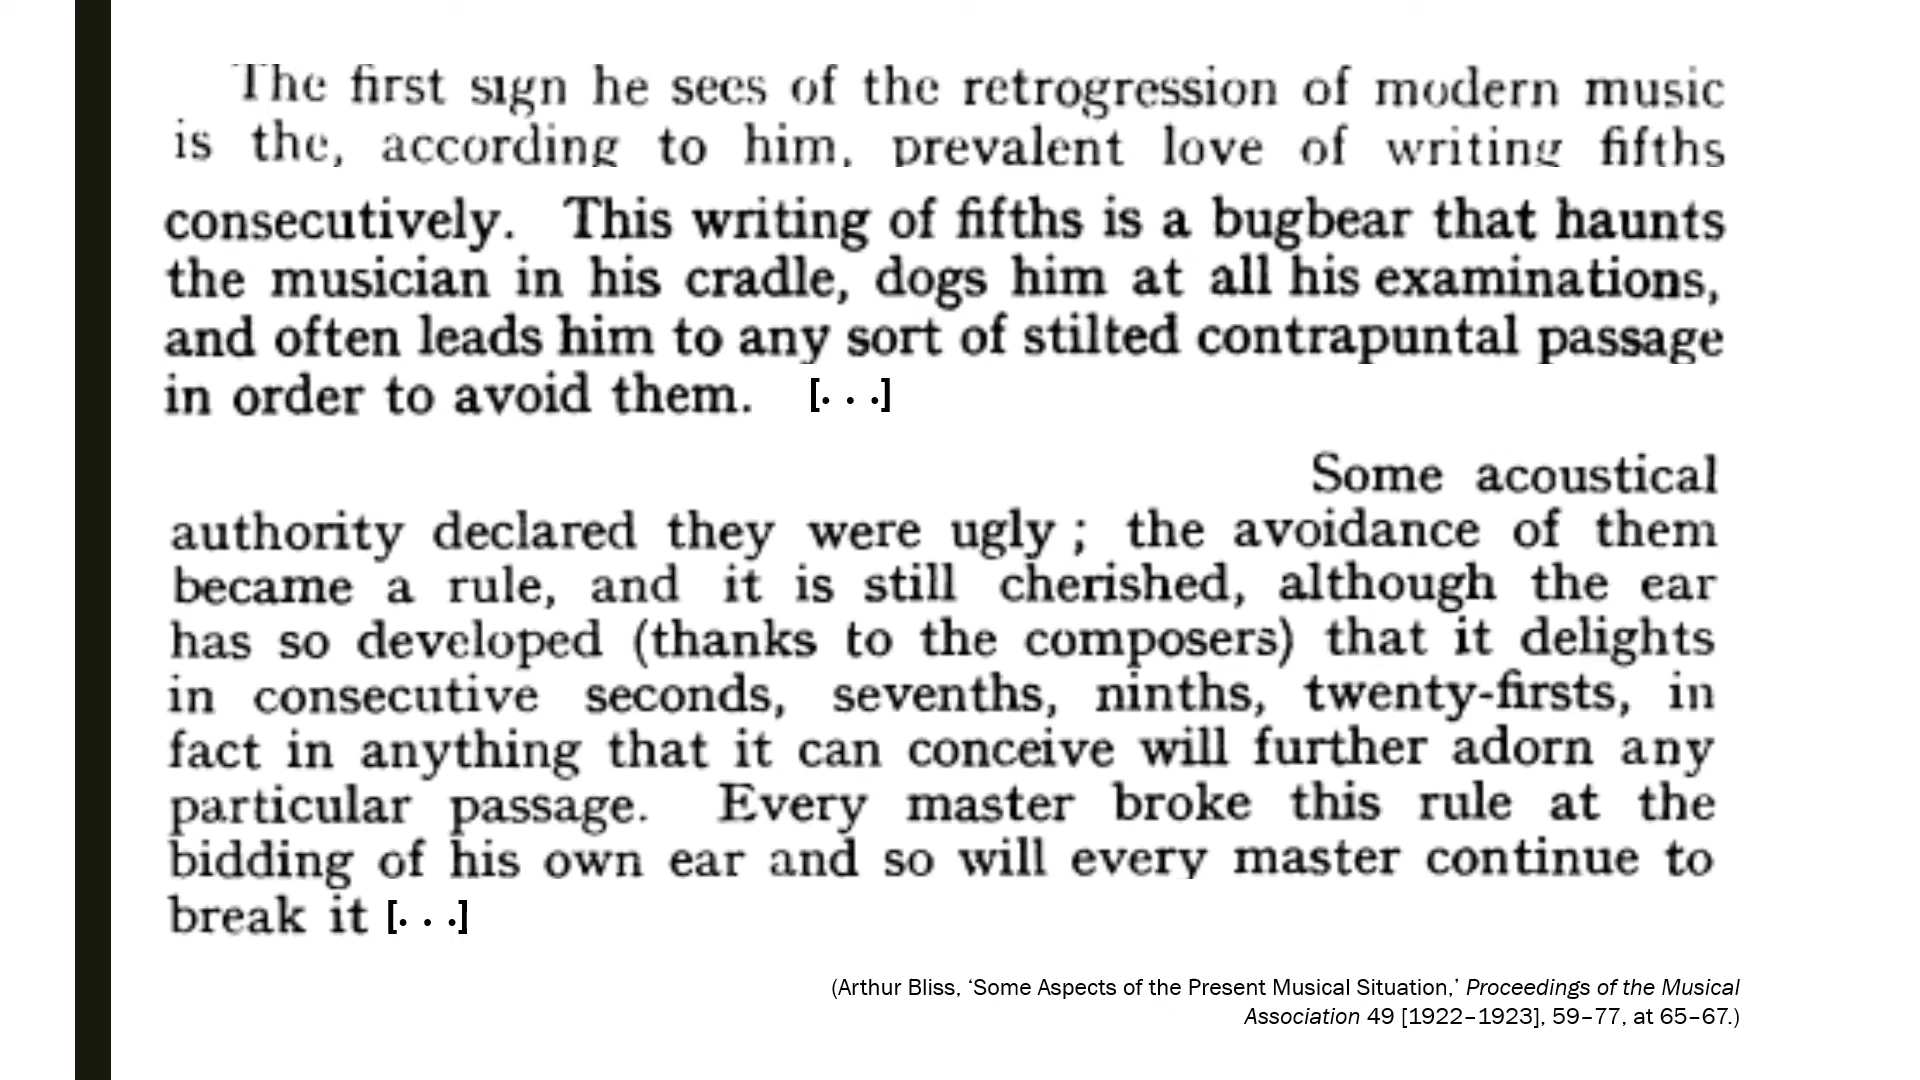 The first sign he sees of the retrogression of modern music
is the, according to him, prevalent love of writing fifths
consecutively. This writing of fifths is a bugbear that haunts
the musician in his cradle, dogs him at all his examinations,
and often leads him to any sort of stilted contrapuntal passage
in order to avoid them. [. . .]
Some acoustical
authority declared they were ugly ; the avoidance of them
became a rule, and it is still cherished, although the ear
has so developed (thanks to the composers) that it delights
in consecutive seconds, sevenths, ninths, twenty-firsts, in
fact in anything that it can conceive will further adorn any
particular passage. Every master broke this rule at the
bidding of his own ear and so will every master continue to
break it [. . .]
(Arthur Bliss, ‘Some Aspects of the Present Musical Situation,’ Proceedings of the Musical
Association 49 [1922–1923], 59–77, at 65–67.)